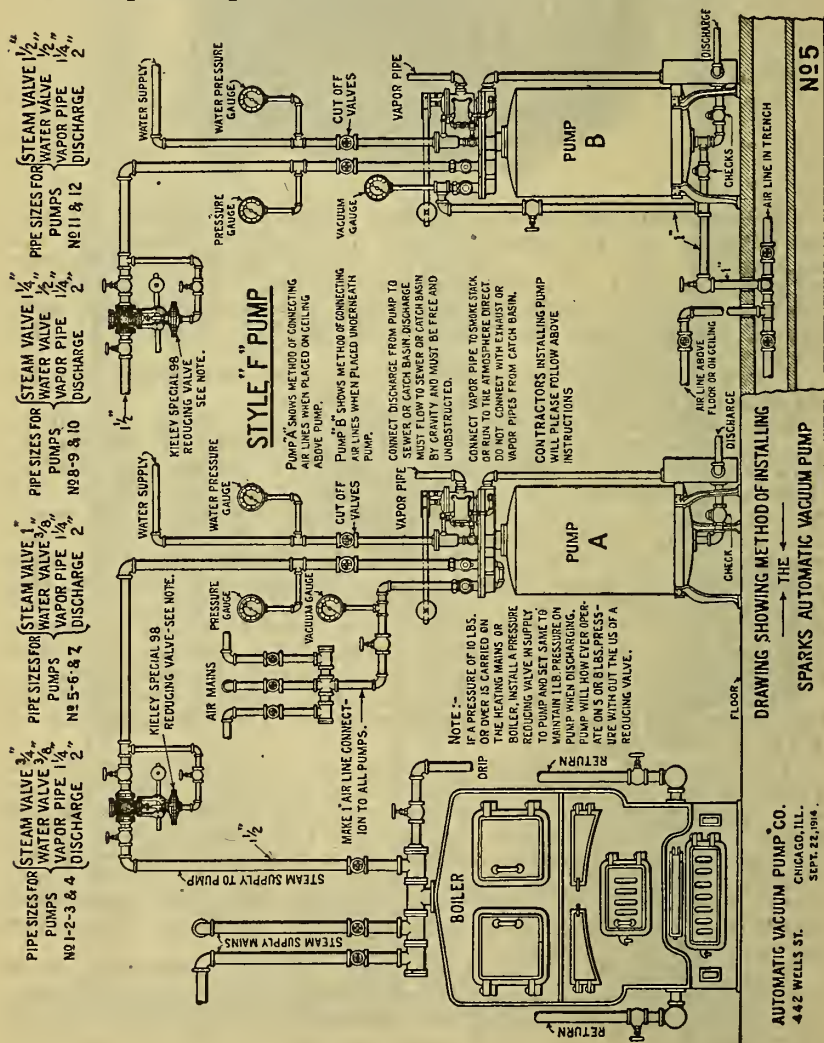 PIPE SIZES FOR
PUMPS
Nº 1-2-3 & 4
STEAM VALVE 3/4"
WATER VALVE 3/8"
VAPOR PIPE 1 1/4"
DISCHARGE 2"
PIPE SIZES FOR
PUMPS
Nº 5-6 & 7
STEAM VALVE 1"
WATER VALVE 3/8"
VAPOR PIPE 1 1/4"
DISCHARGE 2"
PIPE SIZES FOR
PUMPS
Nº 8-9 & 10
STEAM VALVE 1 1/4"
WATER VALVE 1/2"
VAPOR PIPE 1 1/4"
DISCHARGE 2"
PIPE SIZES FOR
PUMPS
Nº 11 & 12
STEAM VALVE 1 1/2"
WATER VALVE 1/2"
VAPOR PIPE 1 1/4"
DISCHARGE 2"
KIELEY SPECIAL 98
REDUCING VALVE-SEE NOTE.
WATER SUPPLY
WATER PRESSURE
GAUGE
PRESSURE
GAUGE
VACUUM GAUGE
CUT OFF
VALVES
AIR MAINS
MAKE 1" AIR LINE CONNECT-
ION TO ALL PUMPS.
STEAM SUPPLY TO PUMP
1/2"
STEAM SUPPLY MAINS
DRIP
BOILER
RETURN
RETURN
NOTE:-
IF A PRESSURE OF 10 LBS.
OR OVER IS CARRIED ON
THE HEATING MAINS OR
BOILER, INSTALL A PRESSURE
REDUCING VALVE IN SUPPLY
TO PUMP AND SET SAME TO
MAINTAIN 1 LB. PRESSURE ON
PUMP WHEN DISCHARGING.
PUMP WILL HOW EVER OPER-
ATE ON 5 OR 8 LBS. PRESS-
URE WITH OUT THE US OF A
REDUCING VALVE.
VAPOR PIPE
PUMP
A
CHECK
DISCHARGE
FLOOR
1 1/2"
KIELEY SPECIAL 98
REDUCING VALVE
SEE NOTE.
STYLE "F" PUMP
PUMP "A" SHOWS METHOD OF CONNECTING
AIR LINES WHEN PLACED ON CEILING
ABOVE PUMP.
PUMP "B" SHOWS METHOD OF CONNECTING
AIR LINES WHEN PLACED UNDERNEATH
PUMP.
CONNECT DISCHARGE FROM PUMP TO
SEWER OR CATCH BASIN. DISCHARGE
MUST FLOW TO SEWER OR CATCH BASIN
BY GRAVITY AND MUST BE FREE AND
UNOBSTRUCTED.
CONNECT VAPOR PIPE TO SMOKE STACK
OR RUN TO THE ATMOSPHERE DIRECT.
DO NOT CONNECT WITH EXHAUST OR
VAPOR PIPES FROM CATCH BASIN.
CONTRACTORS INSTALLING PUMP
WILL PLEASE FOLLOW ABOVE
INSTRUCTIONS
WATER SUPPLY
WATER PRESSURE
GAUGE
PRESSURE
GAUGE
CUT OFF
VALVES
VACUUM
GAUGE
VAPOR PIPE
PUMP
B
1"
1"
CHECKS
DISCHARGE
AIR LINE ABOVE
FLOOR OR ON CEILING
AIR LINE IN TRENCH
AUTOMATIC VACUUM PUMP CO.
442 WELLS ST. CHICAGO, ILL.
SEPT. 22, 1914.
DRAWING SHOWING METHOD OF INSTALLING
THE
SPARKS AUTOMATIC VACUUM PUMP
Nº 5